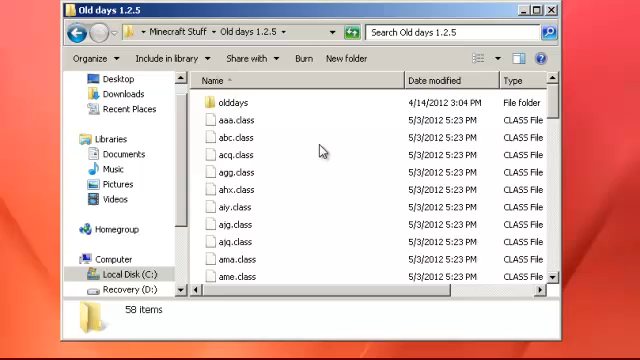 Old days 1.2.5
Minecraft Stuff Old days 1.2.5 Search Old days 1.2.5
Organize Include in library Share with Burn New folder
Desktop
Downloads
Recent Places
Libraries
Documents
Music
Pictures
Videos
Homegroup
Computer
Local Disk (C:)
Recovery (D:)
Name Date modified Type
olddays 4/14/2012 3:04 PM File folder
aaa.class 5/3/2012 5:23 PM CLASS File
abc.class 5/3/2012 5:23 PM CLASS File
acq.class 5/3/2012 5:23 PM CLASS File
agg.class 5/3/2012 5:23 PM CLASS File
ahx.class 5/3/2012 5:23 PM CLASS File
aiy.class 5/3/2012 5:23 PM CLASS File
ajg.class 5/3/2012 5:23 PM CLASS File
ajq.class 5/3/2012 5:23 PM CLASS File
ama.class 5/3/2012 5:23 PM CLASS File
ame.class 5/3/2012 5:23 PM CLASS File
58 items